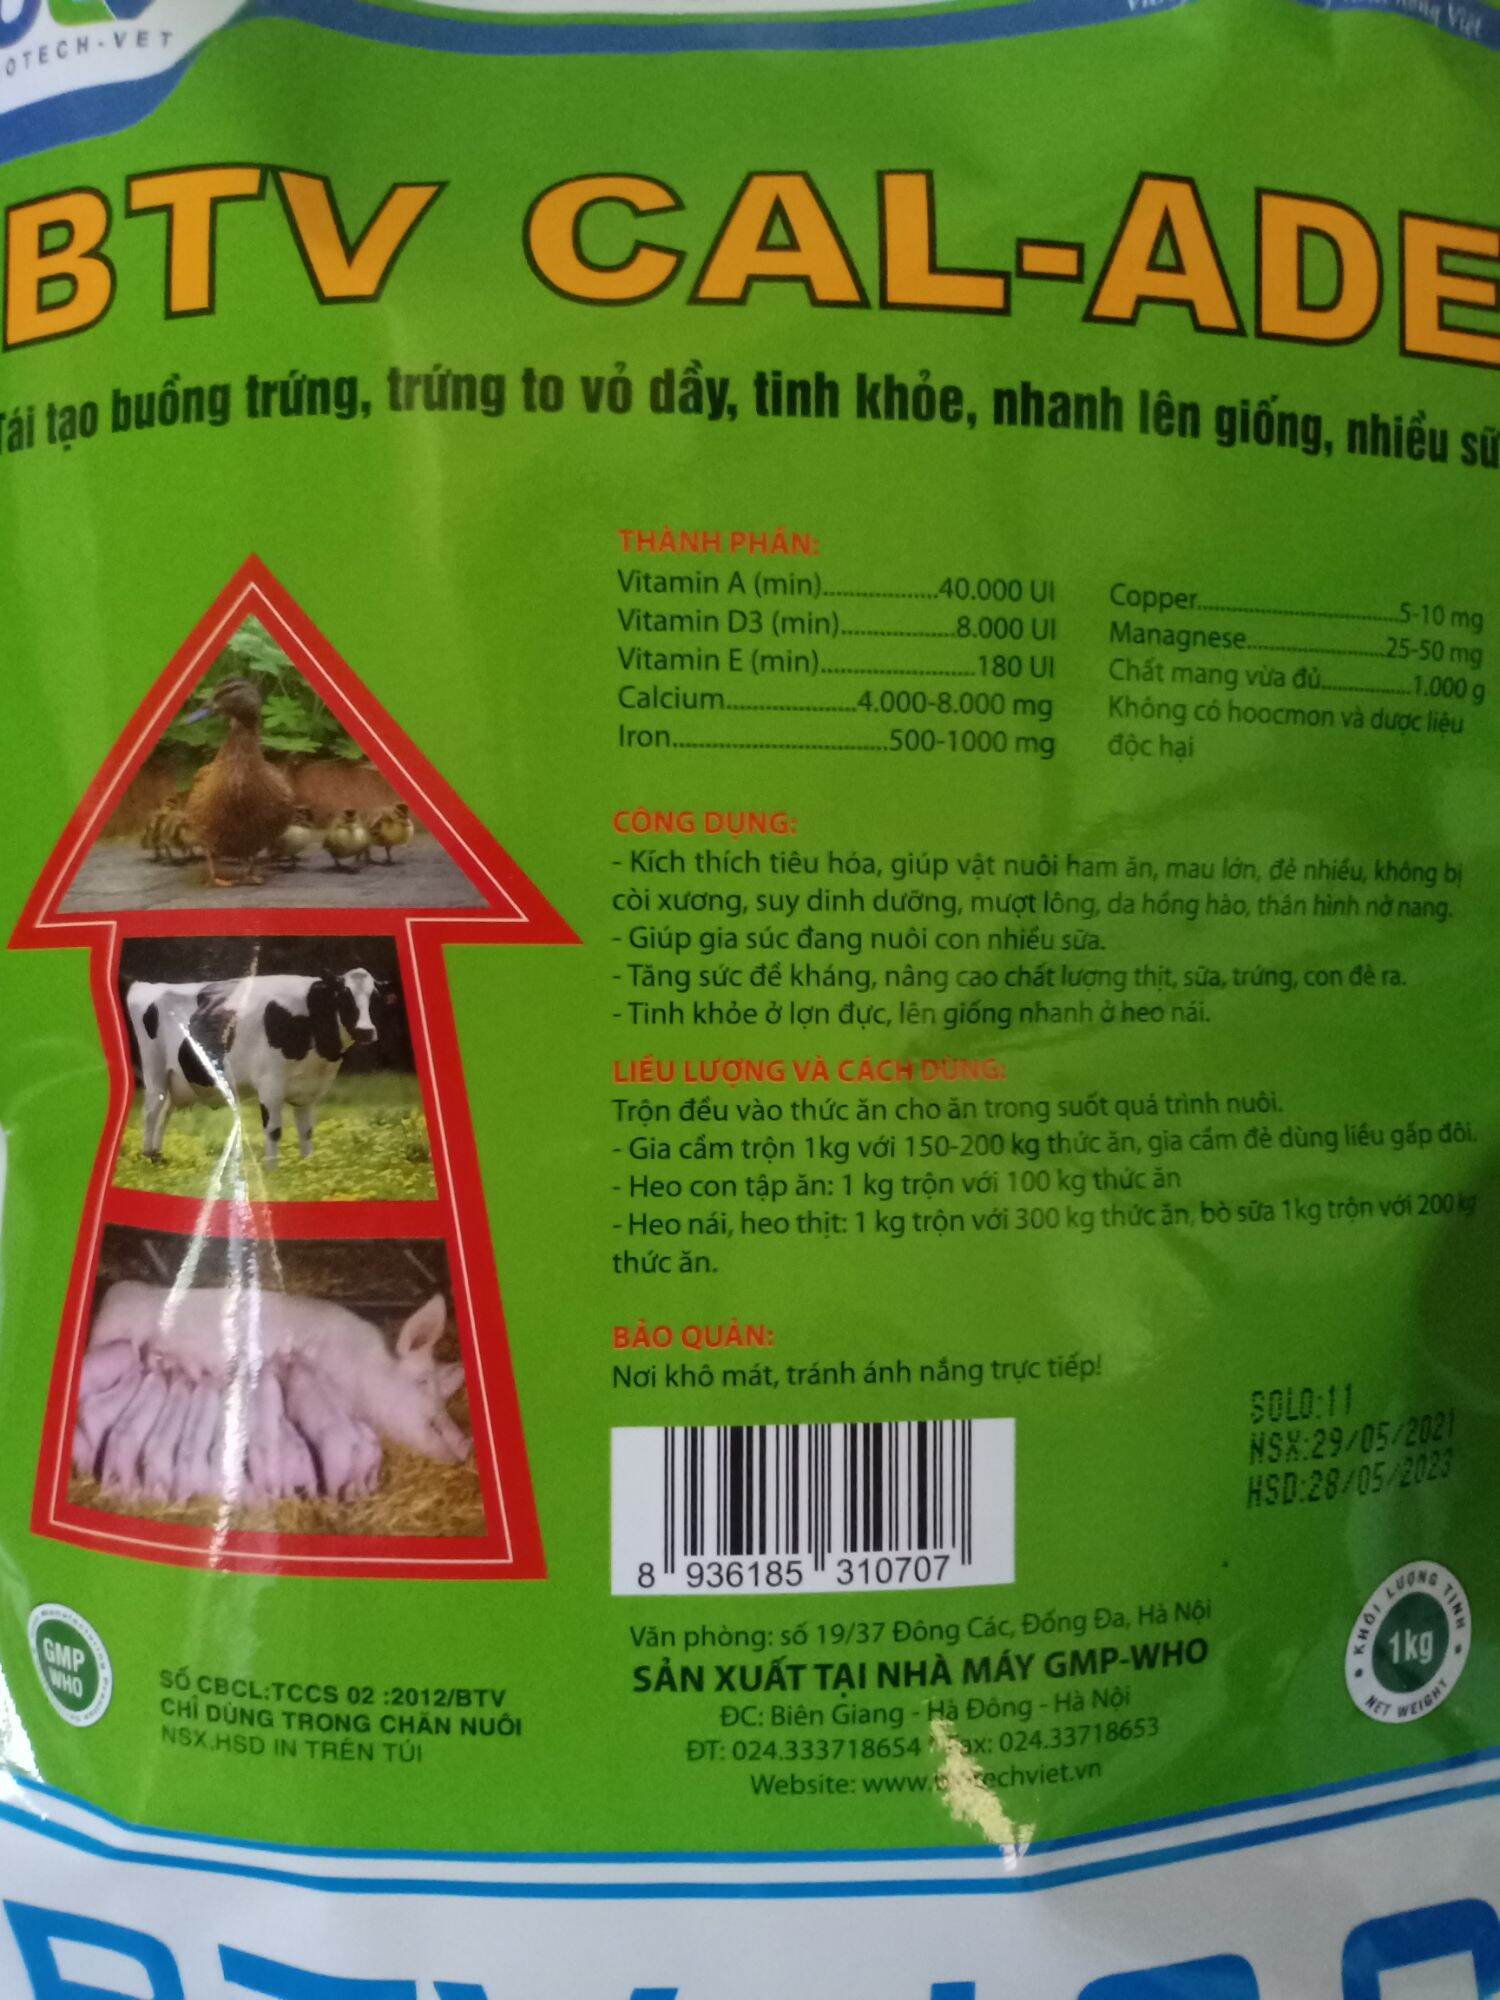 OTECH-VET
BTV CAL-ADE
Tái tạo buồng trứng, trứng to vỏ dầy, tinh khỏe, nhanh lên giống, nhiều sữ
THÀNH PHẦN:
Vitamin A (min)....................40.000 UI
Vitamin D3 (min)....................8.000 UI
Vitamin E (min)..........................180 UI
Calcium......................4.000-8.000 mg
Iron....................................500-1000 mg
Copper....................................5-10 mg
Managnese.......................25-50 mg
Chất mang vừa đủ................1.000 g
Không có hoocmon và dược liệu
độc hại
CÔNG DỤNG:
- Kích thích tiêu hóa, giúp vật nuôi ham ăn, mau lớn, đẻ nhiều, không bị
còi xương, suy dinh dưỡng, mượt lông, da hồng hào, thân hình nở nang.
- Giúp gia súc đang nuôi con nhiều sữa.
- Tăng sức đề kháng, nâng cao chất lượng thịt, sữa, trứng, con đẻ ra.
- Tinh khỏe ở lợn đực, lên giống nhanh ở heo nái.
LIỀU LƯỢNG VÀ CÁCH DÙNG:
Trộn đều vào thức ăn cho ăn trong suốt quá trình nuôi.
- Gia cầm trộn 1kg với 150-200 kg thức ăn, gia cầm đẻ dùng liều gấp đôi.
- Heo con tập ăn: 1 kg trộn với 100 kg thức ăn
- Heo nái, heo thịt: 1 kg trộn với 300 kg thức ăn, bò sữa 1kg trộn với 200 kg
thức ăn.
BẢO QUẢN:
Nơi khô mát, tránh ánh nắng trực tiếp!
SOLO:11
NSX:29/05/2021
HSD:28/05/2023
8 936185 310707
GMP
WHO
SỐ CBCL:TCCS 02 :2012/BTV
CHỈ DÙNG TRONG CHĂN NUÔI
NSX,HSD IN TRÊN TÚI
Văn phòng: số 19/37 Đông Các, Đống Đa, Hà Nội
SẢN XUẤT TẠI NHÀ MÁY GMP-WHO
ĐC: Biên Giang - Hà Đông - Hà Nội
ĐT: 024.333718654 * Fax: 024.33718653
Website: www.biotechviet.vn
KHỐI LƯỢNG TỊNH
1kg
NET WEIGHT